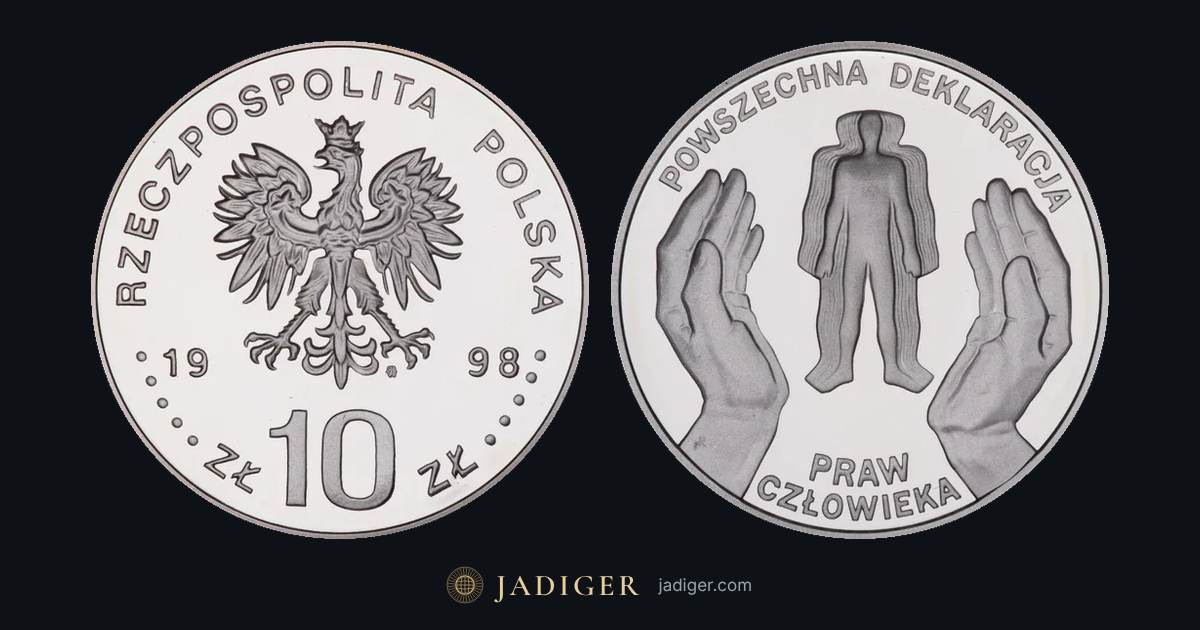 RZECZPOSPOLITA POLSKA
19 98
ZŁ 10 ZŁ
POWSZECHNA DEKLARACJA
PRAW
CZŁOWIEKA
JADIGER jadiger.com